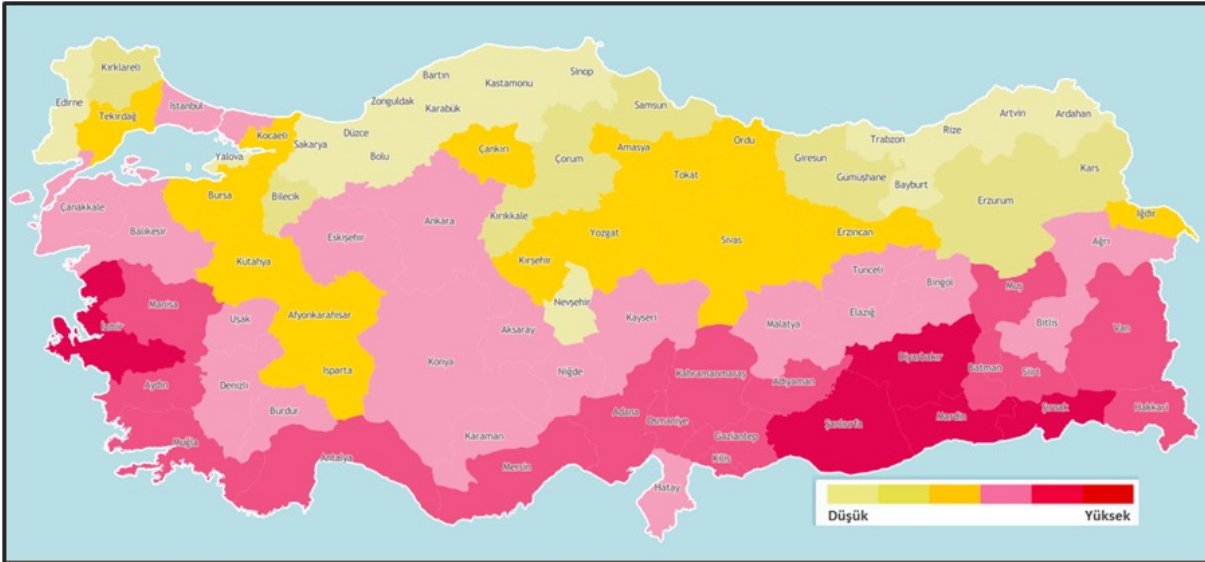 Kırklareli
Edirne
Tekirdağ
İstanbul
Kocaeli
Yalova
Sakarya
Düzce
Bolu
Zonguldak
Bartın
Karabük
Kastamonu
Sinop
Samsun
Çankırı
Çorum
Amasya
Ordu
Tokat
Giresun
Gümüşhane
Trabzon
Bayburt
Rize
Artvin
Ardahan
Kars
Erzurum
Iğdır
Çanakkale
Balıkesir
Bursa
Bilecik
Kütahya
Eskişehir
Ankara
Kırıkkale
Kırşehir
Yozgat
Sivas
Erzincan
Tunceli
Bingöl
Muş
Ağrı
Manisa
İzmir
Uşak
Afyonkarahisar
Aksaray
Nevşehir
Kayseri
Malatya
Elazığ
Diyarbakır
Batman
Bitlis
Siirt
Van
Aydın
Denizli
Isparta
Burdur
Konya
Niğde
Kahramanmaraş
Adıyaman
Şanlıurfa
Mardin
Şırnak
Hakkari
Muğla
Antalya
Karaman
Mersin
Adana
Osmaniye
Gaziantep
Kilis
Hatay
Düşük
Yüksek